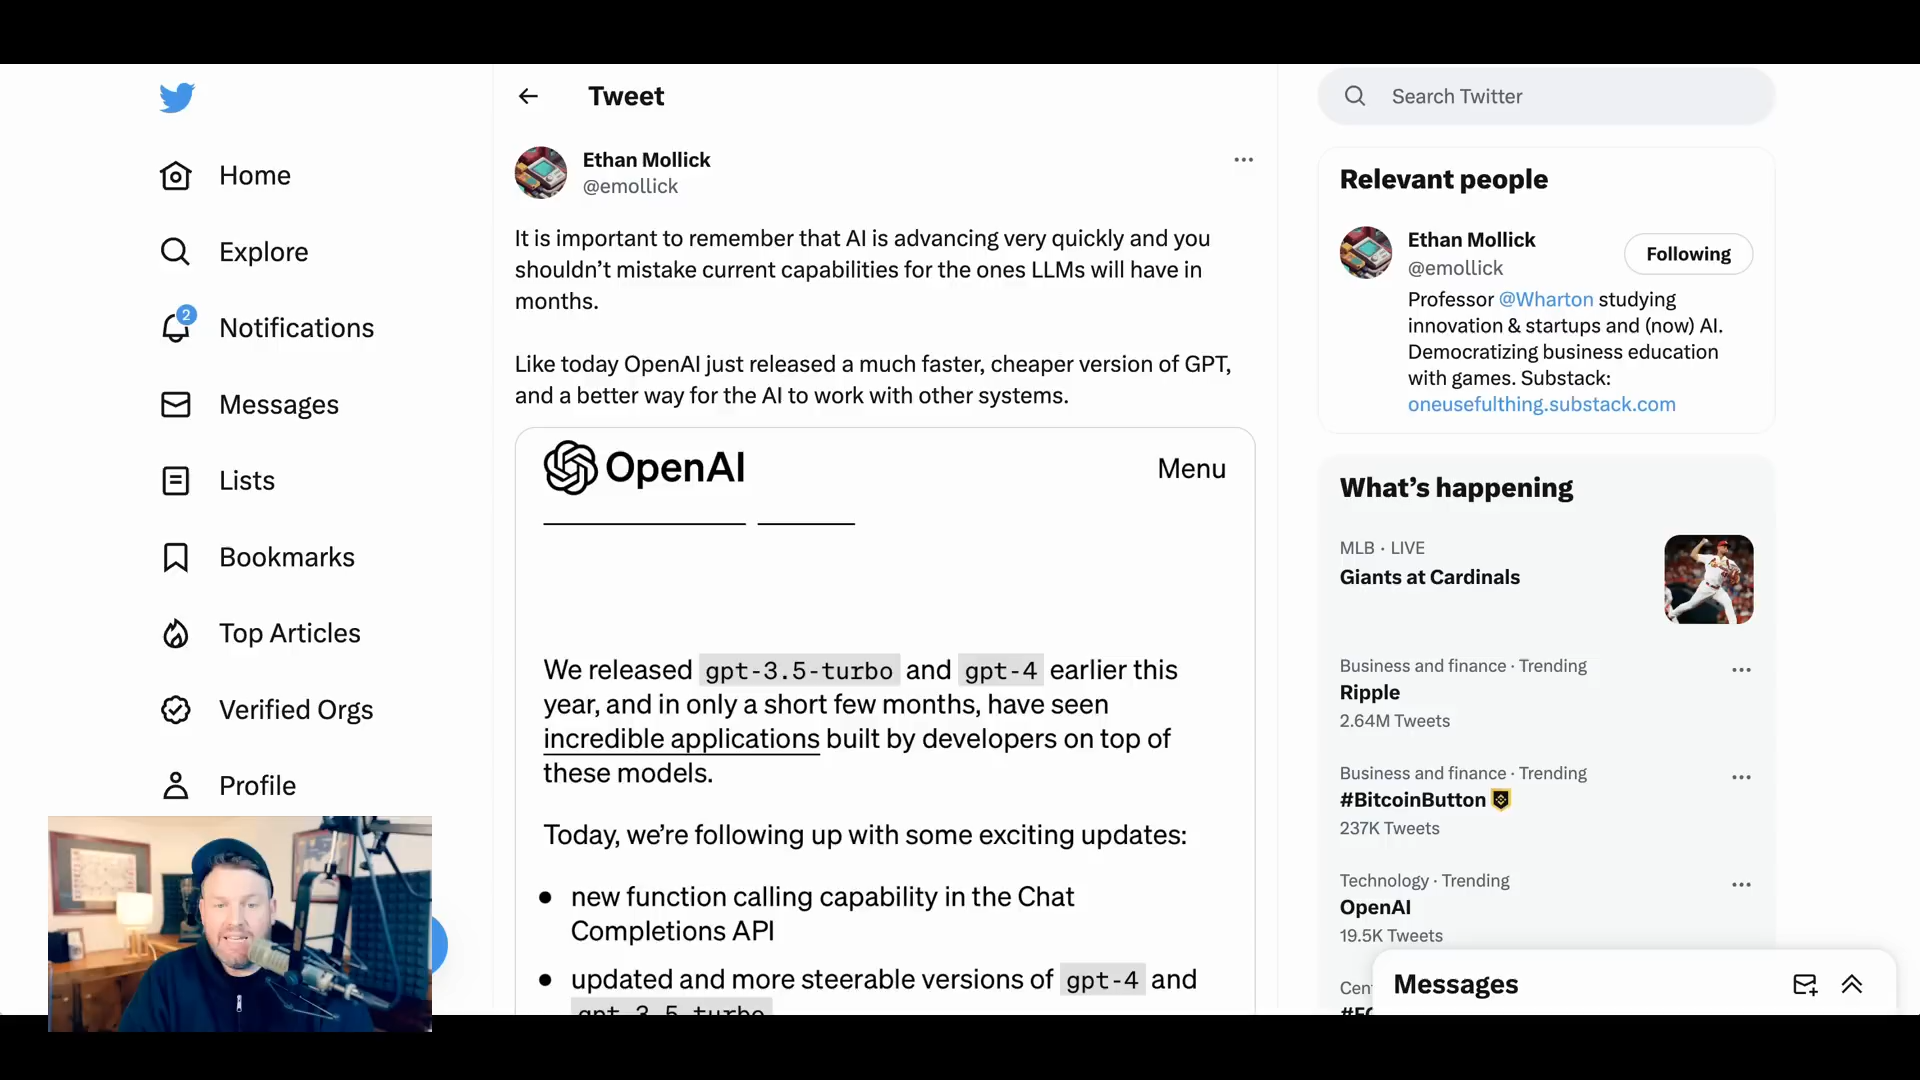 Home
Explore
2
Notifications
Messages
Lists
Bookmarks
Top Articles
Verified Orgs
Profile
Tweet
Ethan Mollick
@emollick
It is important to remember that AI is advancing very quickly and you
shouldn’t mistake current capabilities for the ones LLMs will have in
months.
Like today OpenAI just released a much faster, cheaper version of GPT,
and a better way for the AI to work with other systems.
OpenAI
Menu
We released gpt-3.5-turbo and gpt-4 earlier this
year, and in only a short few months, have seen
incredible applications built by developers on top of
these models.
Today, we’re following up with some exciting updates:
• new function calling capability in the Chat
Completions API
• updated and more steerable versions of gpt-4 and
gpt-3.5-turbo
Search Twitter
Relevant people
Ethan Mollick
@emollick
Following
Professor @Wharton studying
innovation & startups and (now) AI.
Democratizing business education
with games. Substack:
oneusefulthing.substack.com
What’s happening
MLB · LIVE
Giants at Cardinals
Business and finance · Trending
Ripple
2.64M Tweets
Business and finance · Trending
#BitcoinButton
237K Tweets
Technology · Trending
OpenAI
19.5K Tweets
Messages